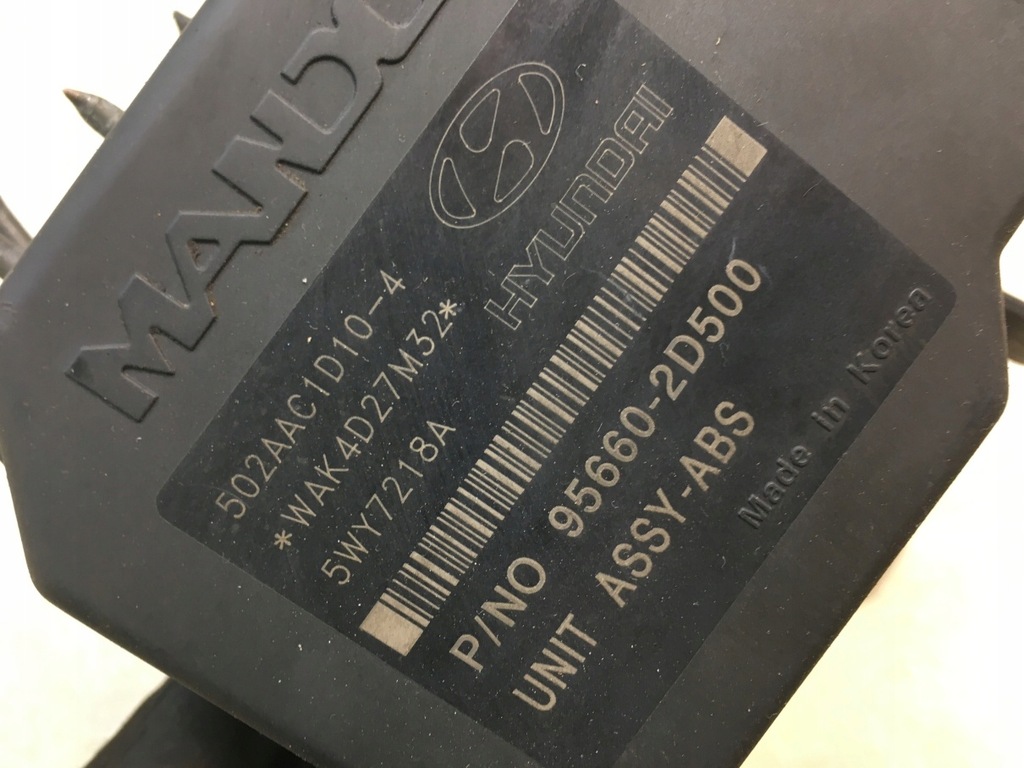 MANDO
HYUNDAI
502AAC1D10-4
*WAK4D27M32*
5WY7218A
P/NO 95660-2D500
UNIT ASSY-ABS
Made in Korea